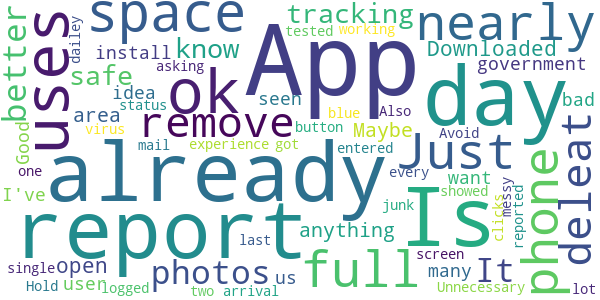 better
uses
dailey
space
tracking
nearly
tested
working
install
know
Downloaded
asking
safe
App
government
idea
seen
ok
day
area
status
remove
Also
bad
virus
button
blue
Maybe
Avoid
Good
experience
got
Just
deleat
one
already
mail
entered
every
want
I've
junk
showed
Is
phone
messy
clicks
reported
report
anything
last
full
screen
single
open
photos
us
many
It
user
Hold
logged
two
arrival
Unnecessary
lot